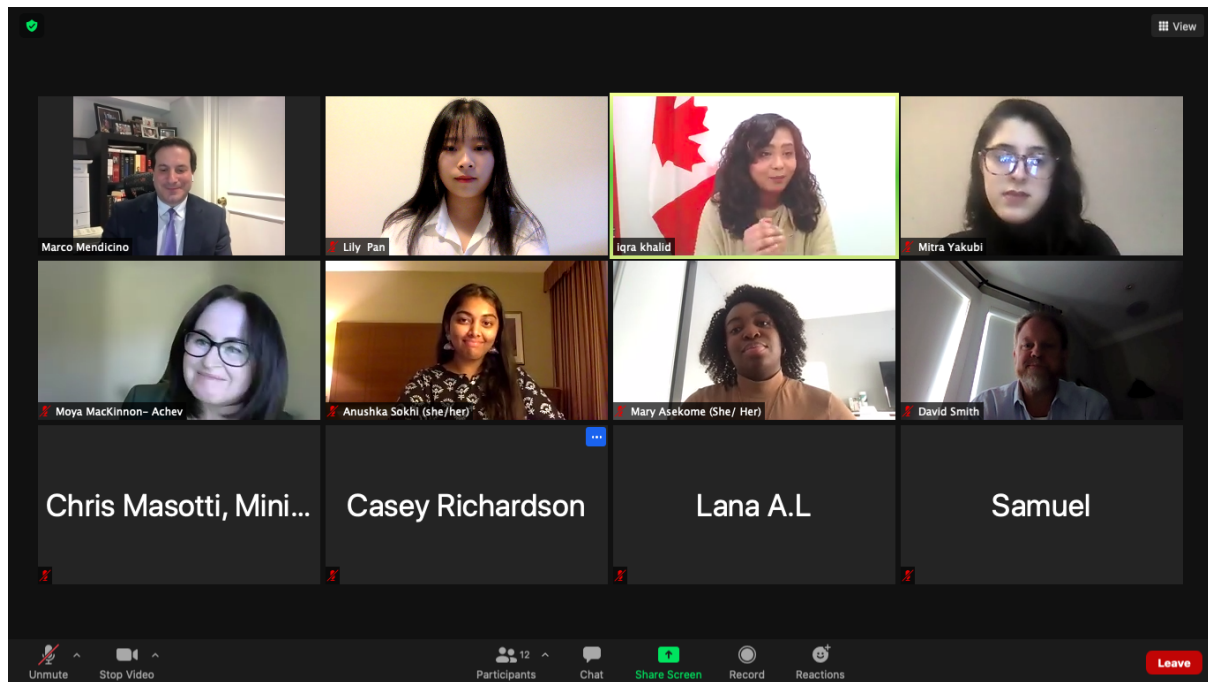 View
Marco Mendicino
Lily Pan
iqra khalid
Mitra Yakubi
Moya MacKinnon- Achev
Anushka Sokhi (she/her)
Mary Asekome (She/ Her)
David Smith
Chris Masotti, Mini...
Casey Richardson
Lana A.L
Samuel
Unmute
Stop Video
Participants
12
Chat
Share Screen
Record
Reactions
Leave